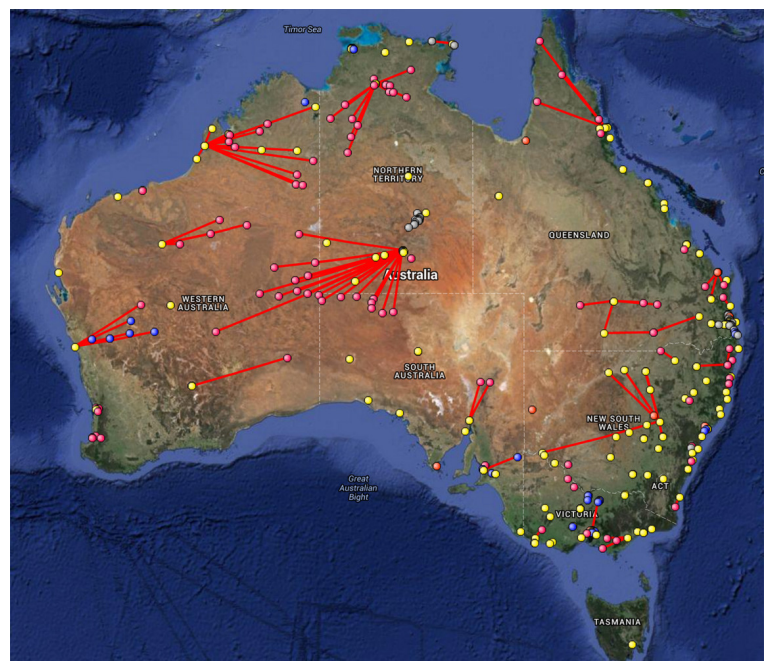 Timor Sea
NORTHERN
TERRITORY
QUEENSLAND
Australia
WESTERN
AUSTRALIA
SOUTH
AUSTRALIA
NEW SOUTH
WALES
Great
Australian
Bight
ACT
VICTORIA
TASMANIA